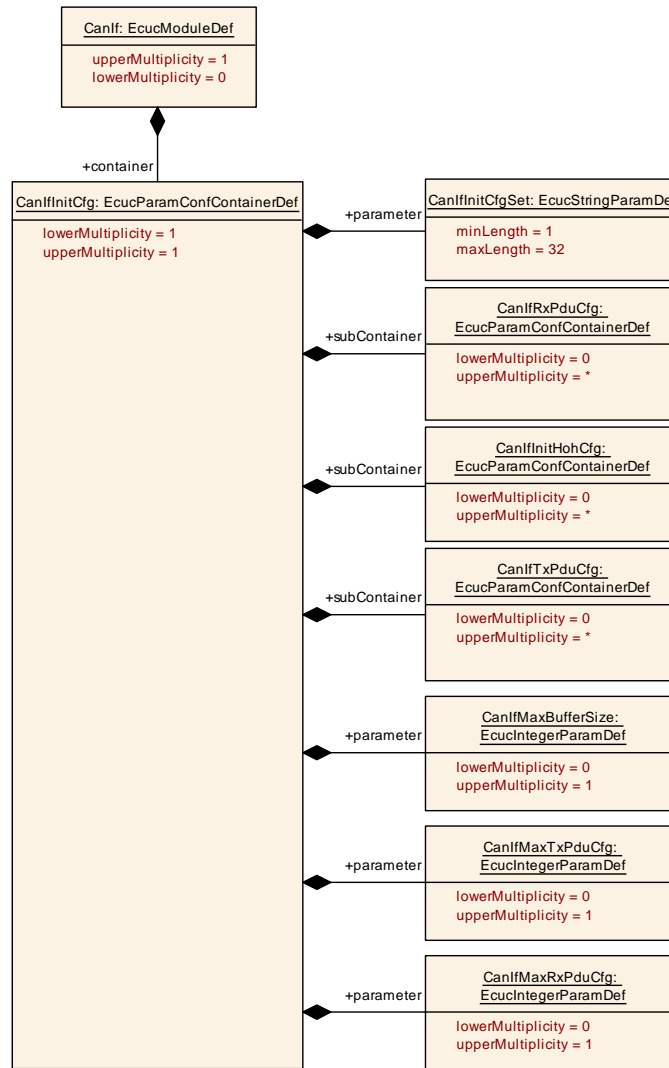 CanIf: EcucModuleDef
upperMultiplicity = 1
lowerMultiplicity = 0
+container
CanIfInitCfg: EcucParamConfContainerDef
lowerMultiplicity = 1
upperMultiplicity = 1
+parameter
CanIfInitCfgSet: EcucStringParamDe
minLength = 1
maxLength = 32
+subContainer
CanIfRxPduCfg:
EcucParamConfContainerDef
lowerMultiplicity = 0
upperMultiplicity = *
+subContainer
CanIfInitHohCfg:
EcucParamConfContainerDef
lowerMultiplicity = 0
upperMultiplicity = *
+subContainer
CanIfTxPduCfg:
EcucParamConfContainerDef
lowerMultiplicity = 0
upperMultiplicity = *
+parameter
CanIfMaxBufferSize:
EcucIntegerParamDef
lowerMultiplicity = 0
upperMultiplicity = 1
+parameter
CanIfMaxTxPduCfg:
EcucIntegerParamDef
lowerMultiplicity = 0
upperMultiplicity = 1
+parameter
CanIfMaxRxPduCfg:
EcucIntegerParamDef
lowerMultiplicity = 0
upperMultiplicity = 1